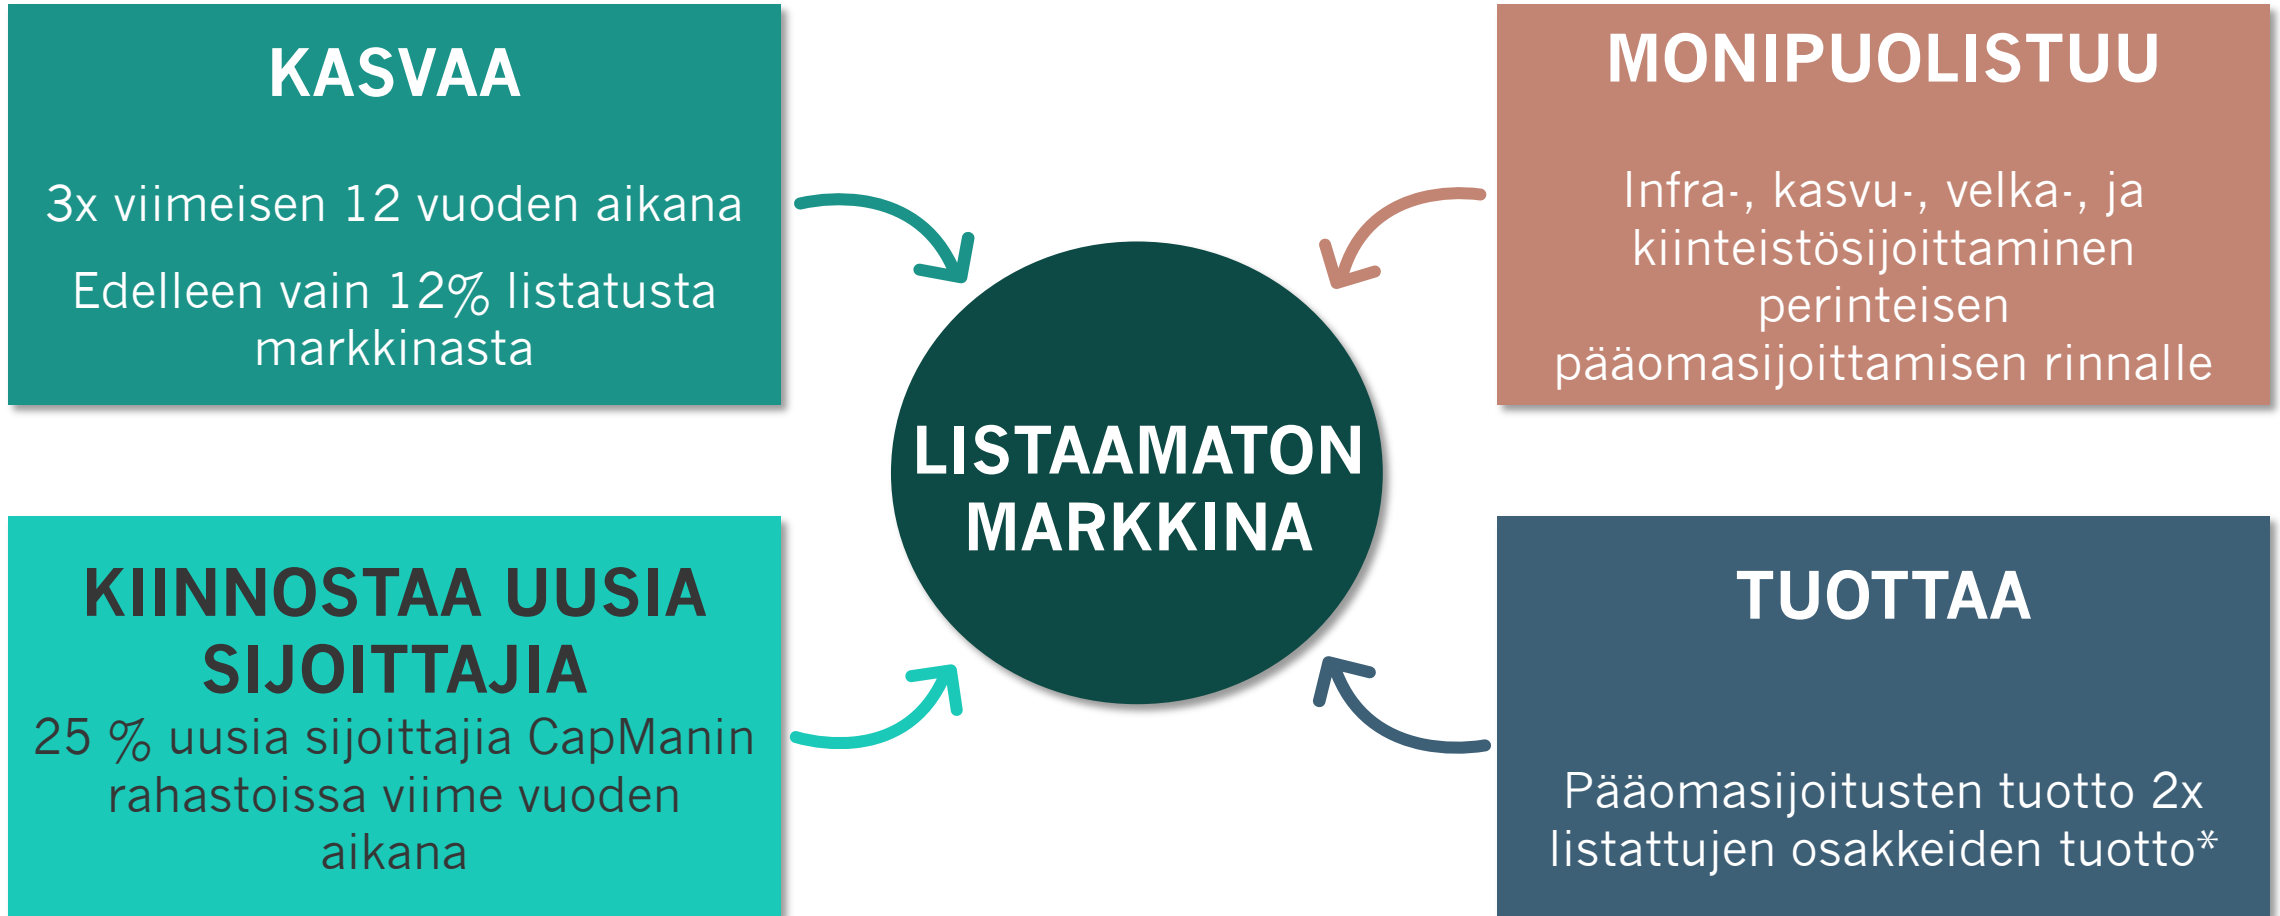 KASVAA
3x viimeisen 12 vuoden aikana
Edelleen vain 12% listatusta
markkinasta
MONIPUOLISTUU
Infra-, kasvu-, velka-, ja
kiinteistösijoittaminen
perinteisen
pääomasijoittamisen rinnalle
LISTAAMATON
MARKKINA
KIINNOSTAA UUSIA
SIJOITTAJIA
25 % uusia sijoittajia CapManin
rahastoissa viime vuoden
aikana
TUOTTAA
Pääomasijoitusten tuotto 2x
listattujen osakkeiden tuotto*